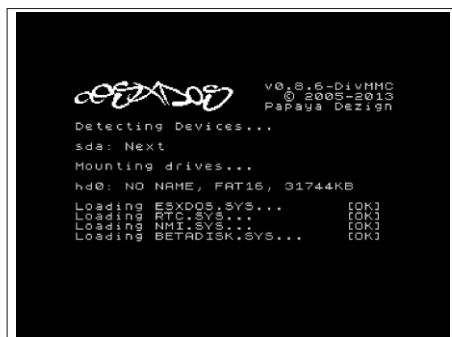 esxDOS
v0.8.6-DivMMC
© 2005-2013
Papaya Dezign
Detecting Devices...
sda: Next
Mounting drives...
hd0: NO NAME, FAT16, 31744KB
Loading ESXDOS.SYS... [OK]
Loading RTC.SYS... [OK]
Loading NMI.SYS... [OK]
Loading BETADISK.SYS... [OK]